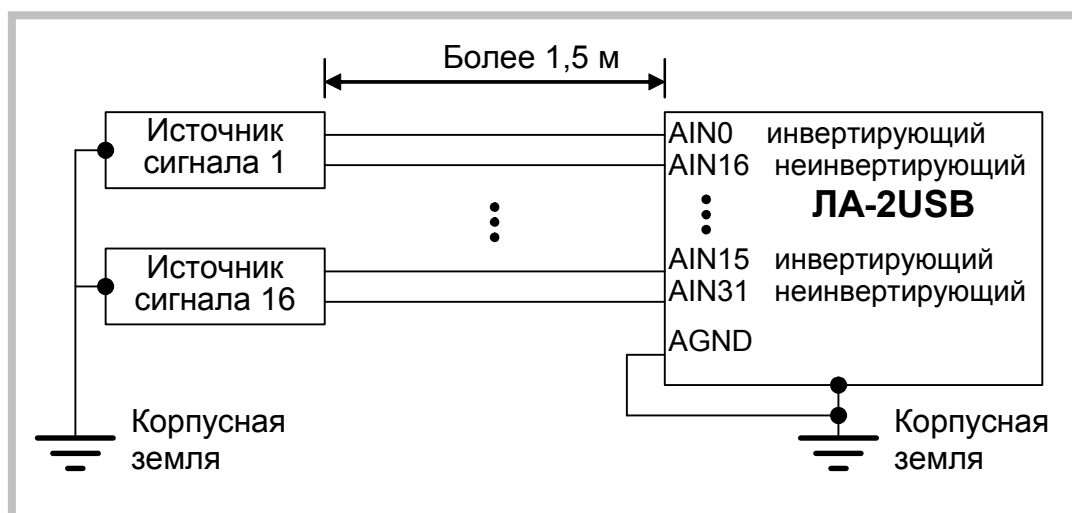 Более 1,5 м
Источник
сигнала 1
AIN0 инвертирующий
AIN16 неинвертирующий
ЛА-2USB
Источник
сигнала 16
AIN15 инвертирующий
AIN31 неинвертирующий
AGND
Корпусная
земля
Корпусная
земля